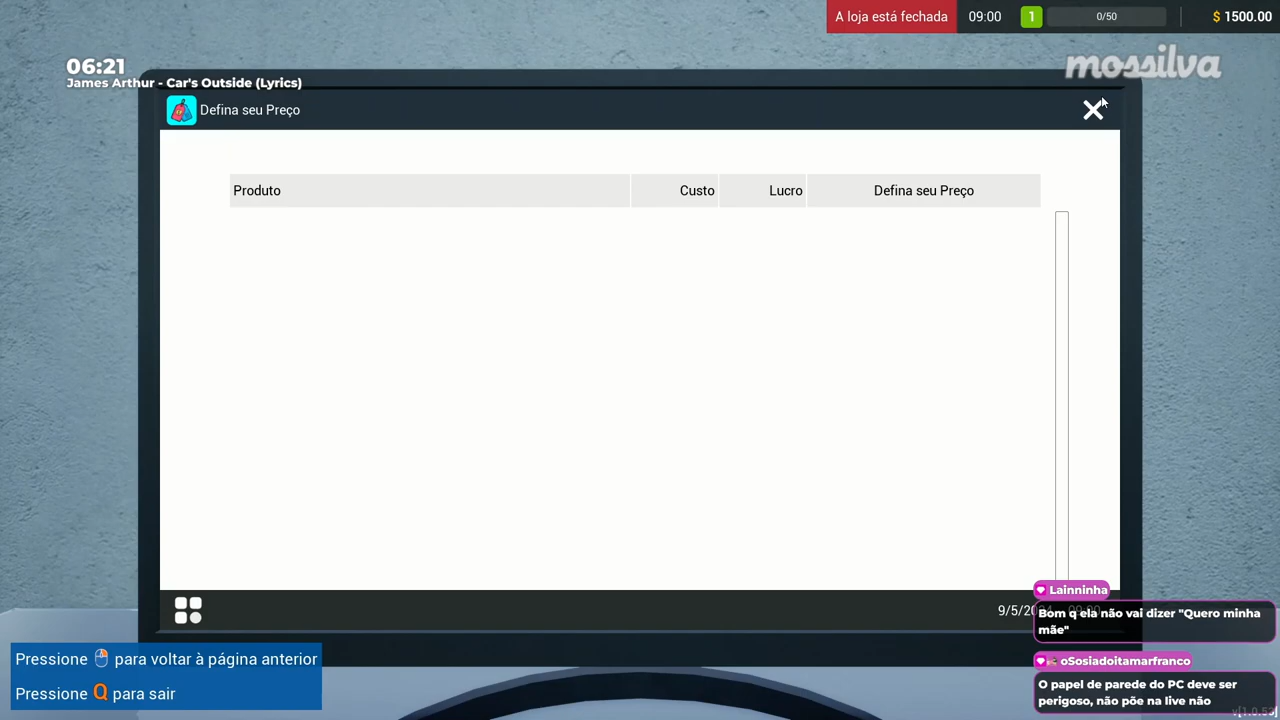 A loja está fechada
09:00
1
0/50
$ 1500.00
06:21
James Arthur - Car's Outside (Lyrics)
mossilva
Defina seu Preço
Produto
Custo
Lucro
Defina seu Preço
9/5/20
Lainninha
Bom q ela não vai dizer "Quero minha
mãe"
Pressione para voltar à página anterior
oSosiadoitamarfranco
O papel de parede do PC deve ser
perigoso, não põe na live não
Pressione Q para sair